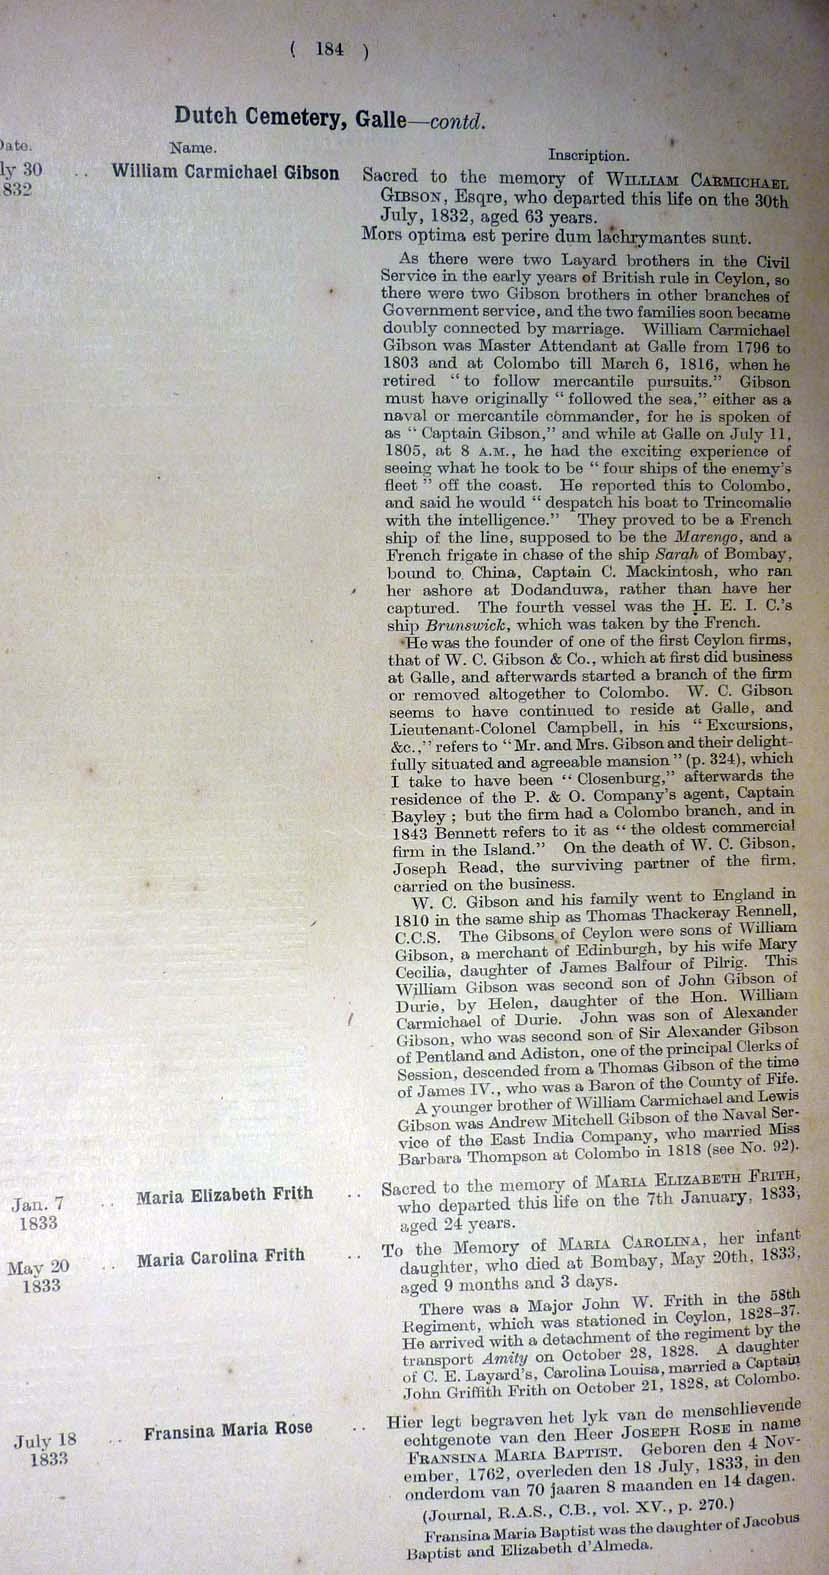 ( 184 )
Dutch Cemetery, Galle—contd.
Date. Name. Inscription.
ly 30 .. William Carmichael Gibson Sacred to the memory of WILLIAM CARMICHAEL
832 GIBSON, Esqre, who departed this life on the 30th
July, 1832, aged 63 years.
Mors optima est perire dum lachrymantes sunt.
As there were two Layard brothers in the Civil
Service in the early years of British rule in Ceylon, so
there were two Gibson brothers in other branches of
Government service, and the two families soon became
doubly connected by marriage. William Carmichael
Gibson was Master Attendant at Galle from 1796 to
1803 and at Colombo till March 6, 1816, when he
retired “to follow mercantile pursuits.” Gibson
must have originally “followed the sea,” either as a
naval or mercantile commander, for he is spoken of
as “Captain Gibson,” and while at Galle on July 11,
1805, at 8 A.M., he had the exciting experience of
seeing what he took to be “four ships of the enemy's
fleet” off the coast. He reported this to Colombo,
and said he would “despatch his boat to Trincomalie
with the intelligence.” They proved to be a French
ship of the line, supposed to be the Marengo, and a
French frigate in chase of the ship Sarah of Bombay,
bound to China, Captain C. Mackintosh, who ran
her ashore at Dodanduwa, rather than have her
captured. The fourth vessel was the H. E. I. C.'s
ship Brunswick, which was taken by the French.
He was the founder of one of the first Ceylon firms,
that of W. C. Gibson & Co., which at first did business
at Galle, and afterwards started a branch of the firm
or removed altogether to Colombo. W. C. Gibson
seems to have continued to reside at Galle, and
Lieutenant-Colonel Campbell, in his “Excursions,
&c.,” refers to “Mr. and Mrs. Gibson and their delight-
fully situated and agreeable mansion” (p. 324), which
I take to have been “Closenburg,” afterwards the
residence of the P. & O. Company's agent, Captain
Bayley ; but the firm had a Colombo branch, and in
1843 Bennett refers to it as “the oldest commercial
firm in the Island.” On the death of W. C. Gibson,
Joseph Read, the surviving partner of the firm,
carried on the business.
W. C. Gibson and his family went to England in
1810 in the same ship as Thomas Thackeray Rennell,
C.C.S. The Gibsons of Ceylon were sons of William
Gibson, a merchant of Edinburgh, by his wife Mary
Cecilia, daughter of James Balfour of Pilrig. This
William Gibson was second son of John Gibson of
Durie, by Helen, daughter of the Hon. William
Carmichael of Durie. John was son of Alexander
Gibson, who was second son of Sir Alexander Gibson
of Pentland and Adiston, one of the principal Clerks of
Session, descended from a Thomas Gibson of the time
of James IV., who was a Baron of the County of Fife.
A younger brother of William Carmichael and Lewis
Gibson was Andrew Mitchell Gibson of the Naval Ser-
vice of the East India Company, who married Miss
Barbara Thompson at Colombo in 1818 (see No. 92).
Jan. 7 .. Maria Elizabeth Frith .. Sacred to the memory of MARIA ELIZABETH FRITH,
1833 who departed this life on the 7th January, 1833,
aged 24 years.
May 20 .. Maria Carolina Frith .. To the Memory of MARIA CAROLINA, her infant
1833 daughter, who died at Bombay, May 20th, 1833,
aged 9 months and 3 days.
There was a Major John W. Frith in the 58th
Regiment, which was stationed in Ceylon, 1828–37.
He arrived with a detachment of the regiment by the
transport Amity on October 28, 1828. A daughter
of C. E. Layard's, Carolina Louisa, married a Captain
John Griffith Frith on October 21, 1828, at Colombo.
July 18 .. Fransina Maria Rose .. Hier legt begraven het lyk van de menschlievende
1833 echtgenote van den Heer JOSEPH ROSE in name
FRANSINA MARIA BAPTIST. Geboren den 4 Nov-
ember, 1762, overleden den 18 July, 1833, in den
onderdom van 70 jaaren 8 maanden en 14 dagen.
(Journal, R.A.S., C.B., vol. XV., p. 270.)
Fransina Maria Baptist was the daughter of Jacobus
Baptist and Elizabeth d'Almeda.